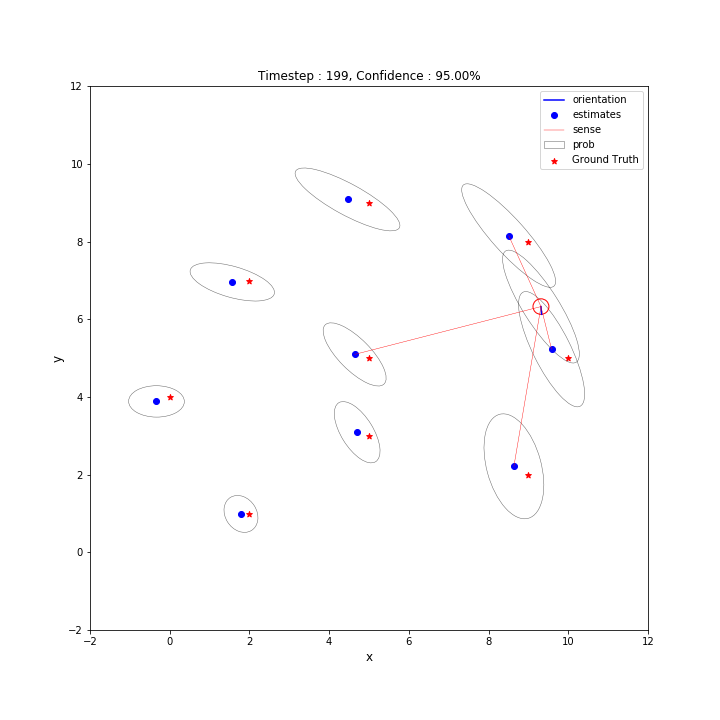 Timestep : 199, Confidence : 95.00%
orientation
estimates
sense
prob
Ground Truth
12
10
8
6
4
2
0
−2
y
−2 0 2 4 6 8 10 12
x